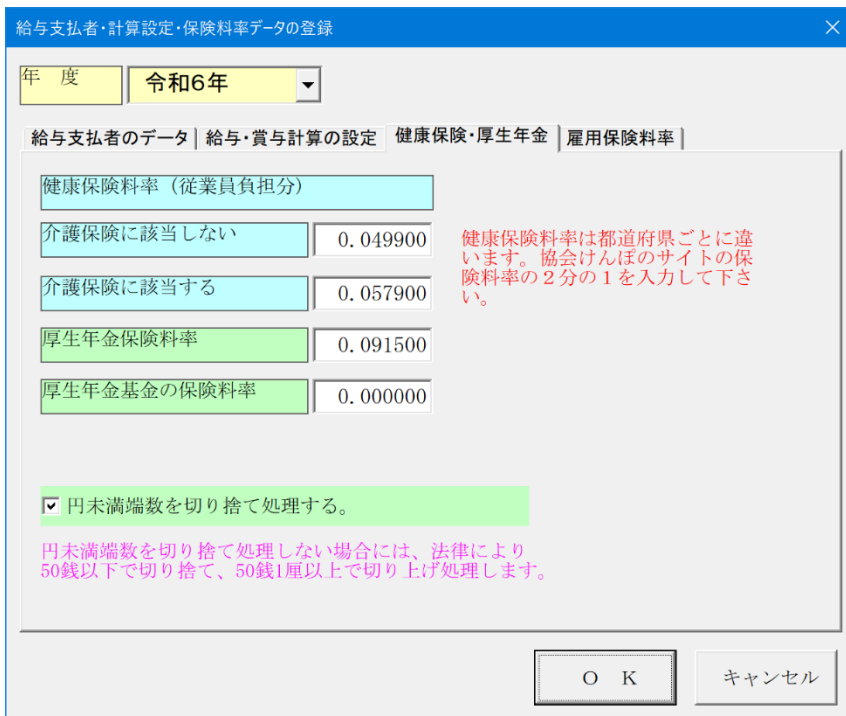 給与支払者・計算設定・保険料率データの登録
年　度
令和6年
給与支払者のデータ
給与・賞与計算の設定
健康保険・厚生年金
雇用保険料率
健康保険料率（従業員負担分）
介護保険に該当しない
0.049900
健康保険料率は都道府県ごとに違
います。協会けんぽのサイトの保
険料率の２分の１を入力して下さ
い。
介護保険に該当する
0.057900
厚生年金保険料率
0.091500
厚生年金基金の保険料率
0.000000
円未満端数を切り捨て処理する。
円未満端数を切り捨て処理しない場合には、法律により
50銭以下で切り捨て、50銭1厘以上で切り上げ処理します。
Ｏ　Ｋ
キャンセル